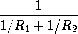 1
1/R₁ + 1/R₂